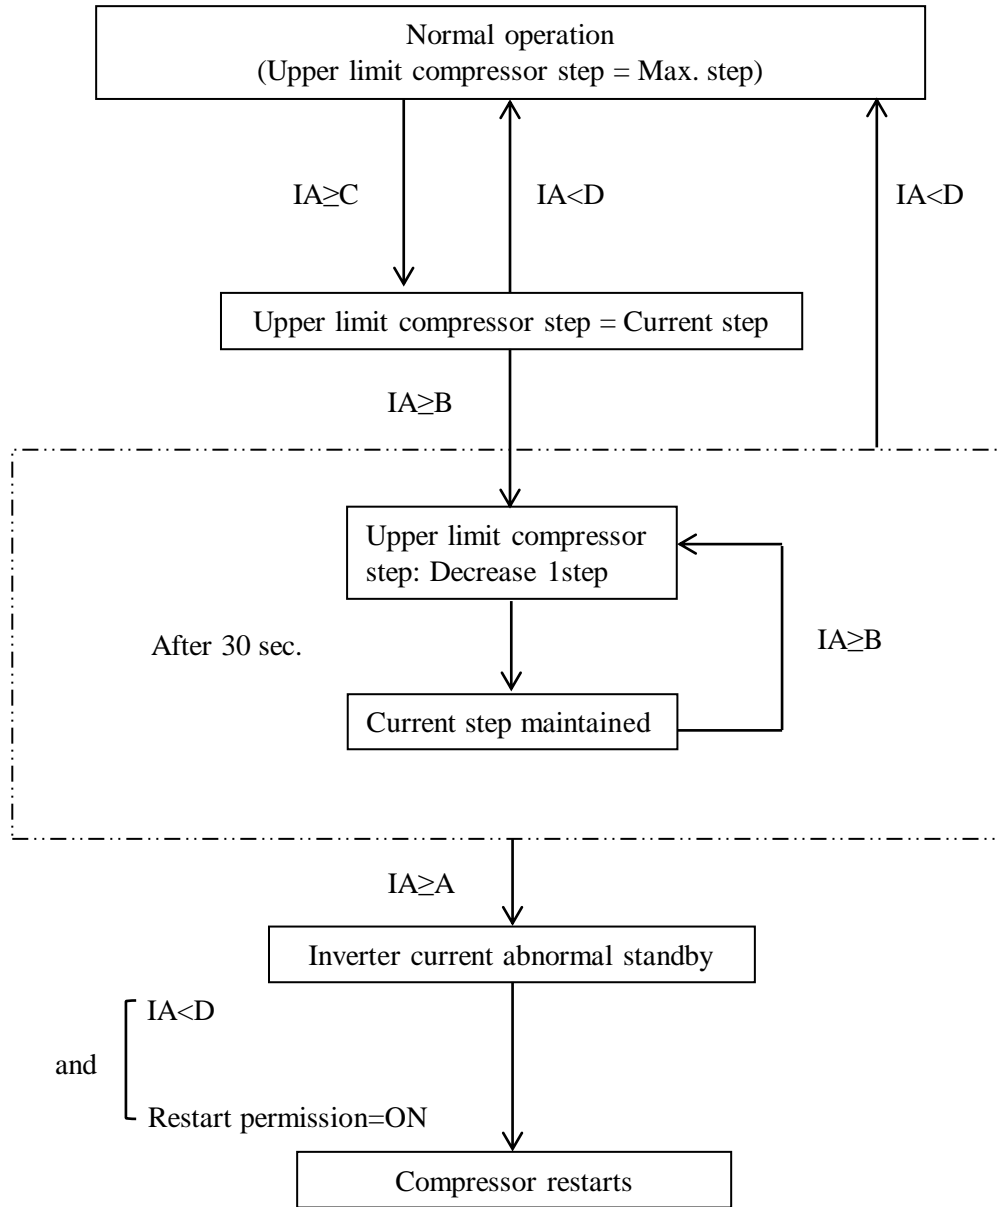 Normal operation
(Upper limit compressor step = Max. step)
IA≥C
IA<D
IA<D
Upper limit compressor step = Current step
IA≥B
Upper limit compressor
step: Decrease 1step
After 30 sec.
IA≥B
Current step maintained
IA≥A
Inverter current abnormal standby
IA<D
and
Restart permission=ON
Compressor restarts